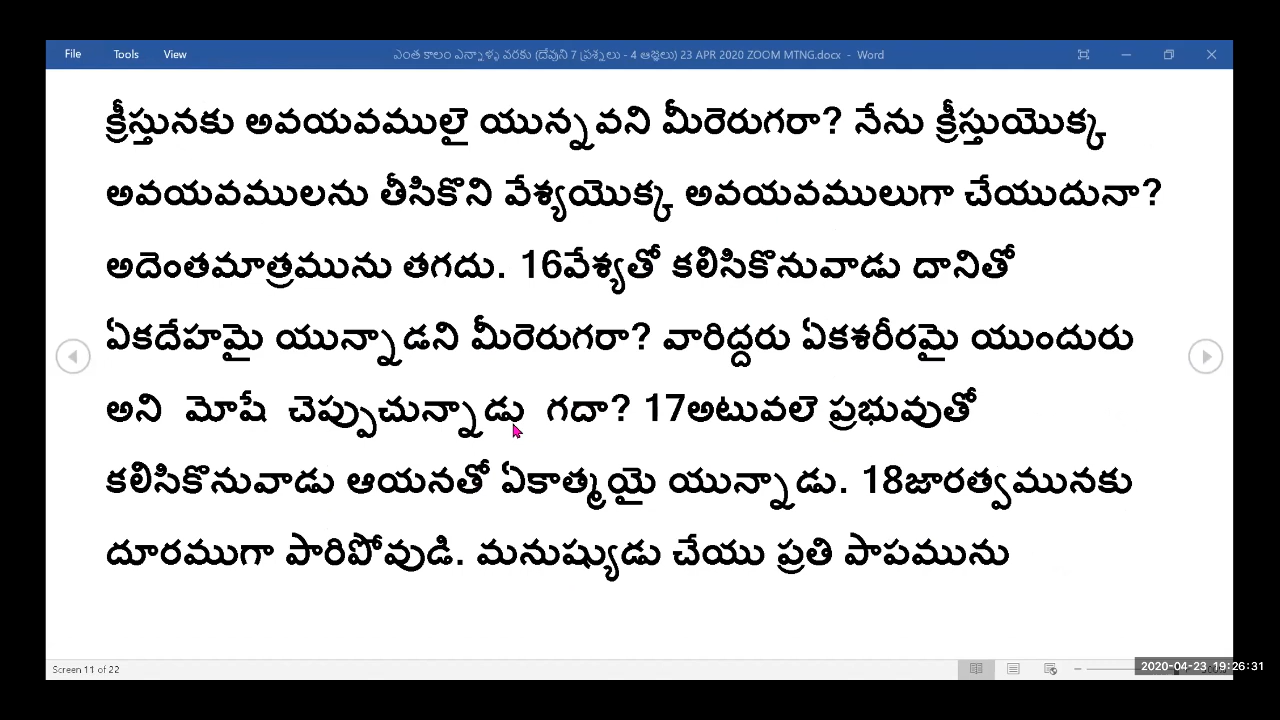 File Tools View ఎంత కాలం ఎన్నాళ్ళు వరకు (దేవుని 7 ప్రశ్నలు - 4 ఆజ్ఞలు) 23 APR 2020 ZOOM MTNG.docx - Word
క్రీస్తునకు అవయవములై యున్నవని మీరెరుగరా? నేను క్రీస్తుయొక్క
అవయవములను తీసికొని వేశ్యయొక్క అవయవములుగా చేయుదునా?
అదెంతమాత్రమును తగదు. 16వేశ్యతో కలిసికొనువాడు దానితో
ఏకదేహమై యున్నాడని మీరెరుగరా? వారిద్దరు ఏకశరీరమై యుందురు
అని మోషే చెప్పుచున్నాడు గదా? 17అటువలె ప్రభువుతో
కలిసికొనువాడు ఆయనతో ఏకాత్మయై యున్నాడు. 18జారత్వమునకు
దూరముగా పారిపోవుడి. మనుష్యుడు చేయు ప్రతి పాపమును
Screen 11 of 22
2020-04-23 19:26:31